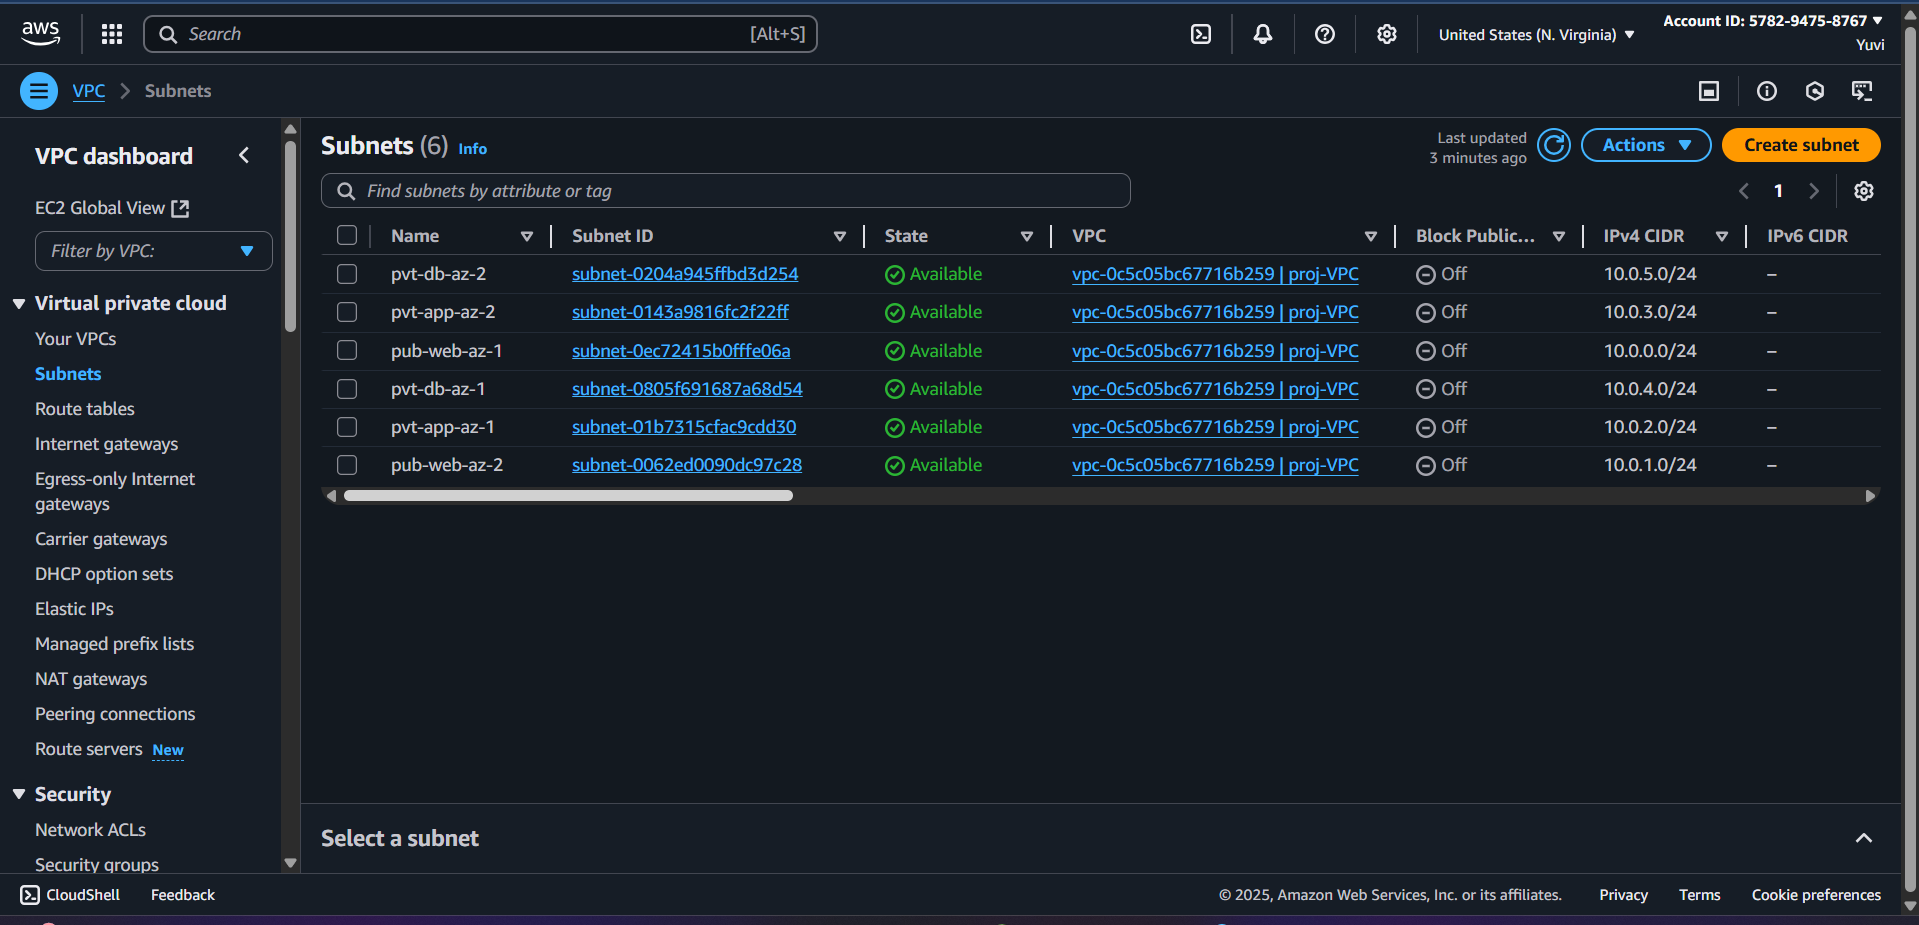 aws
Search [Alt+S]
United States (N. Virginia)
Account ID: 5782-9475-8767
Yuvi
VPC Subnets
VPC dashboard
EC2 Global View
Filter by VPC:
Virtual private cloud
Your VPCs
Subnets
Route tables
Internet gateways
Egress-only Internet
gateways
Carrier gateways
DHCP option sets
Elastic IPs
Managed prefix lists
NAT gateways
Peering connections
Route servers New
Security
Network ACLs
Security groups
Subnets (6) Info
Last updated
3 minutes ago
Actions
Create subnet
Find subnets by attribute or tag
1
Name Subnet ID State VPC Block Public... IPv4 CIDR IPv6 CIDR
pvt-db-az-2 subnet-0204a945ffbd3d254 Available vpc-0c5c05bc67716b259 | proj-VPC Off 10.0.5.0/24 –
pvt-app-az-2 subnet-0143a9816fc2f22ff Available vpc-0c5c05bc67716b259 | proj-VPC Off 10.0.3.0/24 –
pub-web-az-1 subnet-0ec72415b0fffe06a Available vpc-0c5c05bc67716b259 | proj-VPC Off 10.0.0.0/24 –
pvt-db-az-1 subnet-0805f691687a68d54 Available vpc-0c5c05bc67716b259 | proj-VPC Off 10.0.4.0/24 –
pvt-app-az-1 subnet-01b7315cfac9cdd30 Available vpc-0c5c05bc67716b259 | proj-VPC Off 10.0.2.0/24 –
pub-web-az-2 subnet-0062ed0090dc97c28 Available vpc-0c5c05bc67716b259 | proj-VPC Off 10.0.1.0/24 –
Select a subnet
CloudShell Feedback © 2025, Amazon Web Services, Inc. or its affiliates. Privacy Terms Cookie preferences